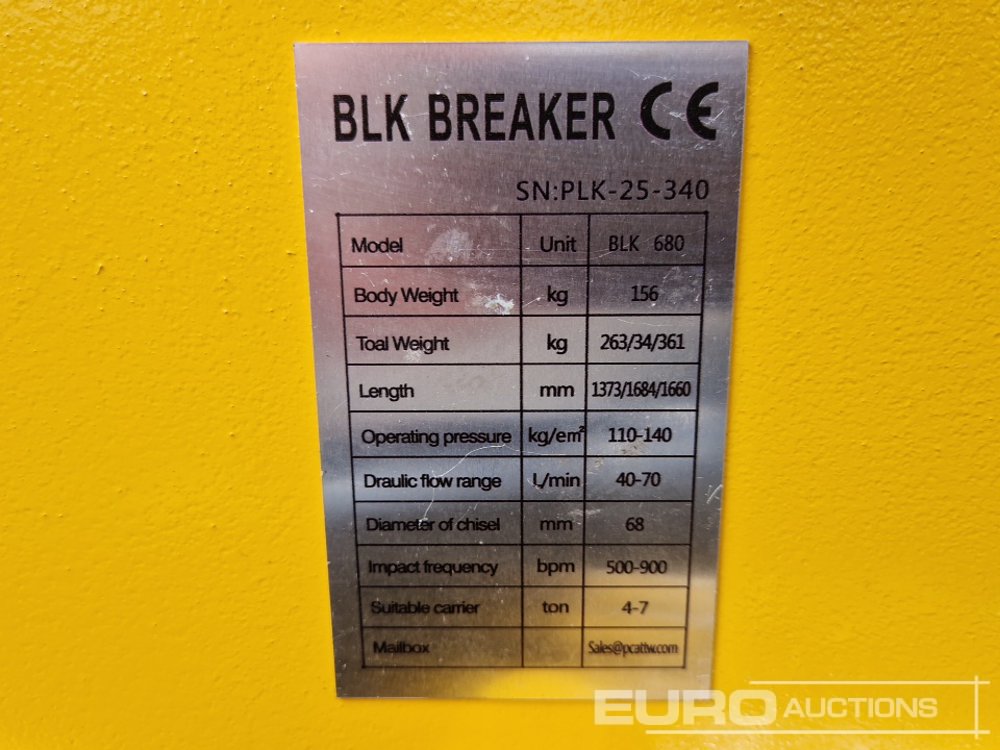 BLK BREAKER CE
SN:PLK-25-340
Model Unit BLK 680
Body Weight kg 156
Toal Weight kg 263/34/361
Length mm 1373/1684/1660
Operating pressure kg/em² 110-140
Draulic flow range L/min 40-70
Diameter of chisel mm 68
Impact frequency bpm 500-900
Suitable carrier ton 4-7
Mailbox Sales@pcattw.com
EURO AUCTIONS